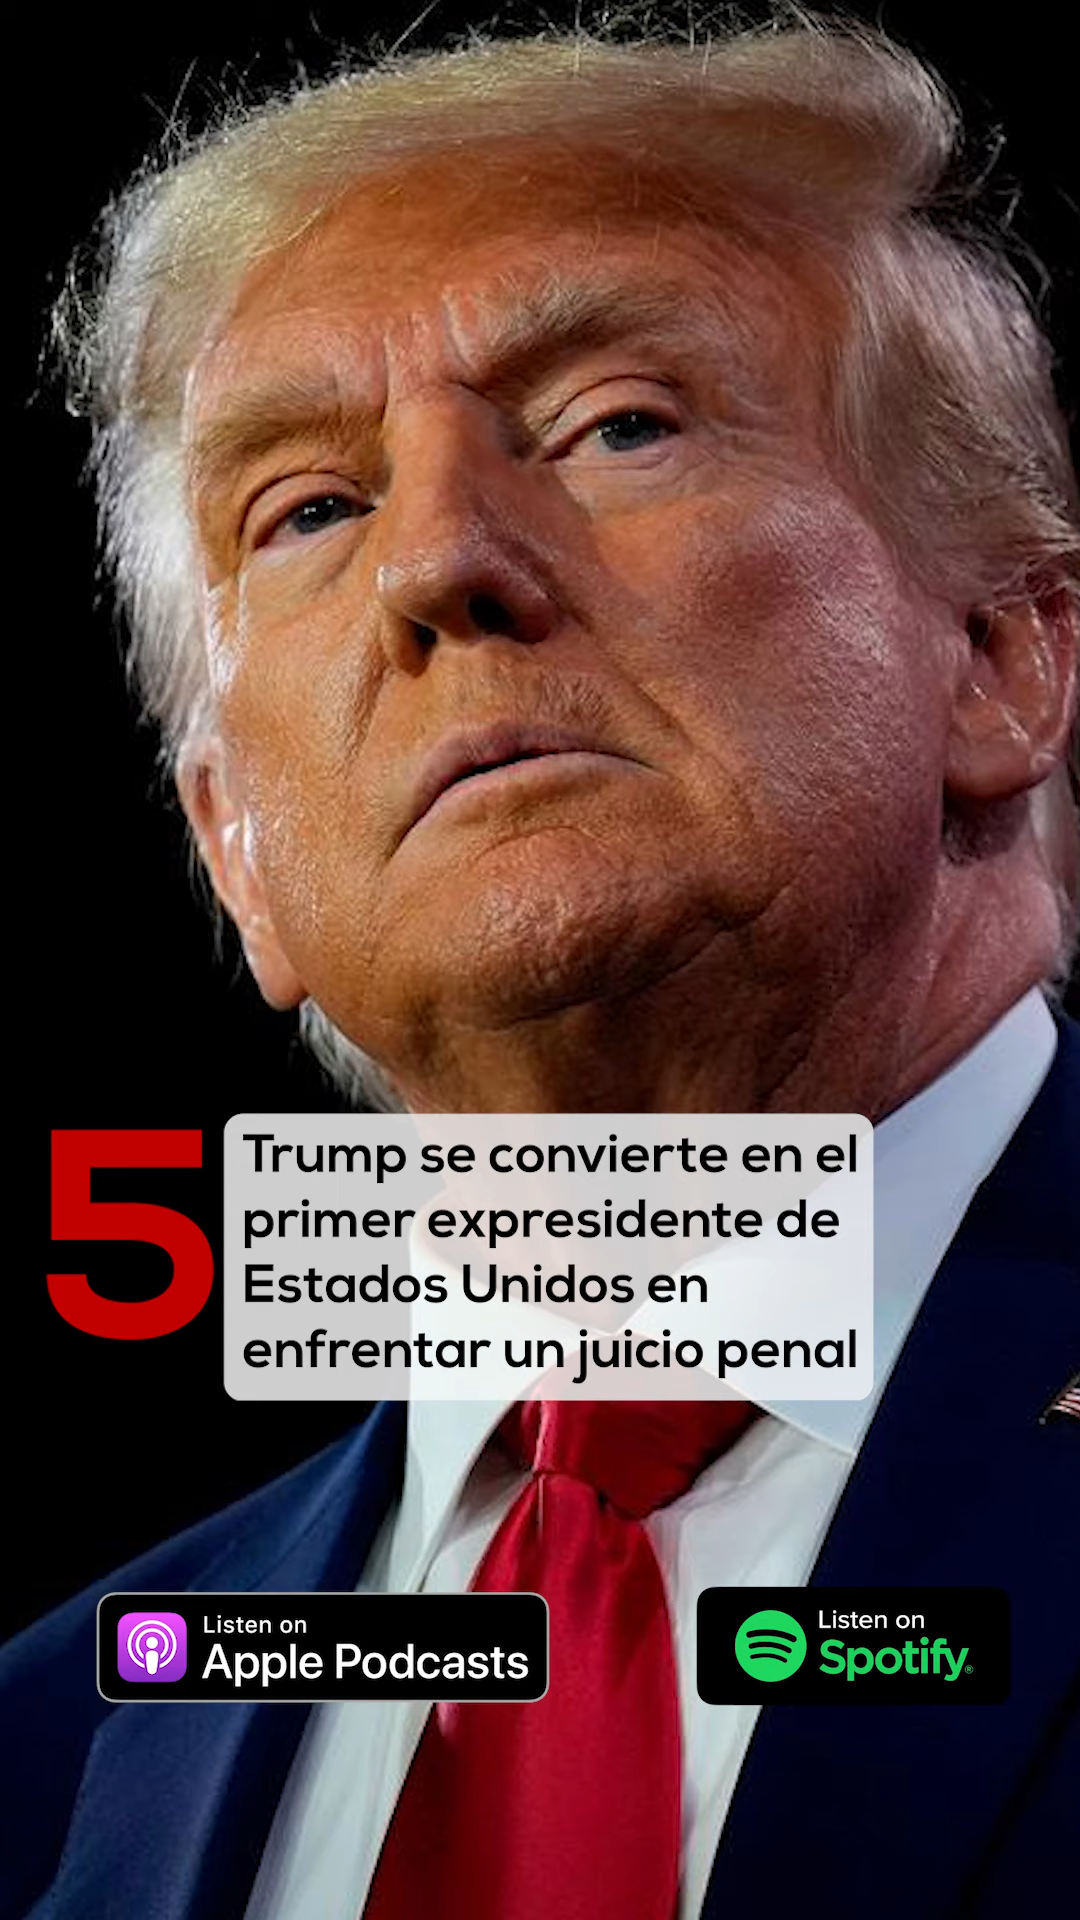 5
Trump se convierte en el
primer expresidente de
Estados Unidos en
enfrentar un juicio penal
Listen on
Apple Podcasts
Listen on
Spotify®